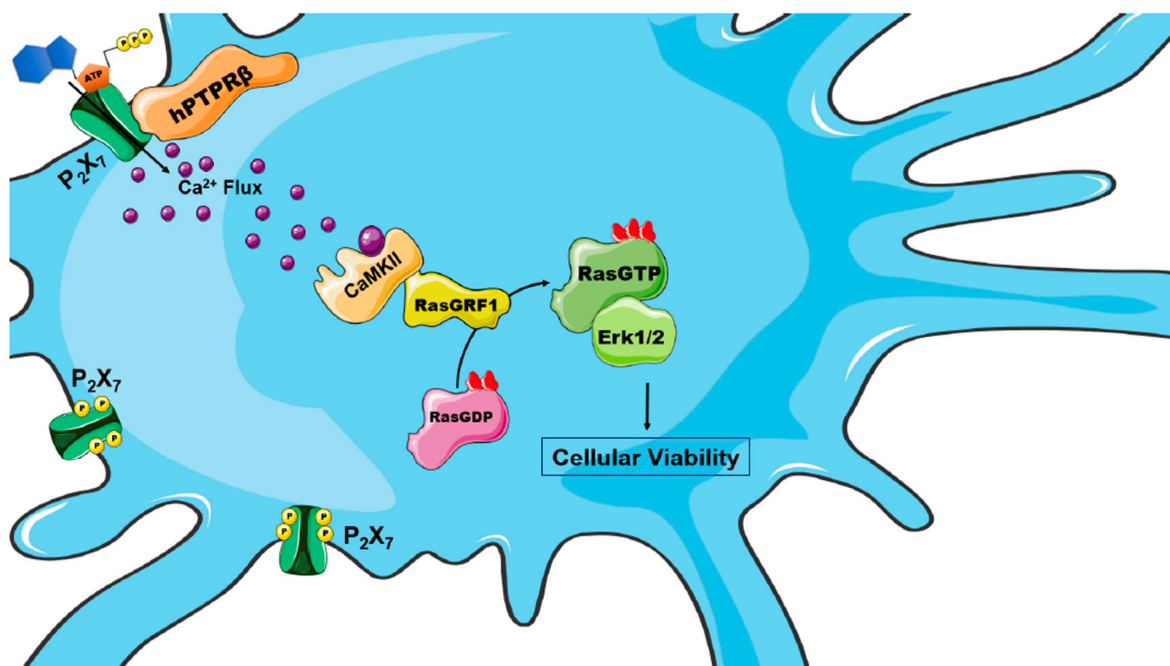 P P P
ATP
hPTPRβ
P₂X₇
Ca²⁺ Flux
CaMKII
RasGRF1
RasGTP
Erk1/2
RasGDP
Cellular Viability
P₂X₇
P P
P P
P₂X₇
P P
P P